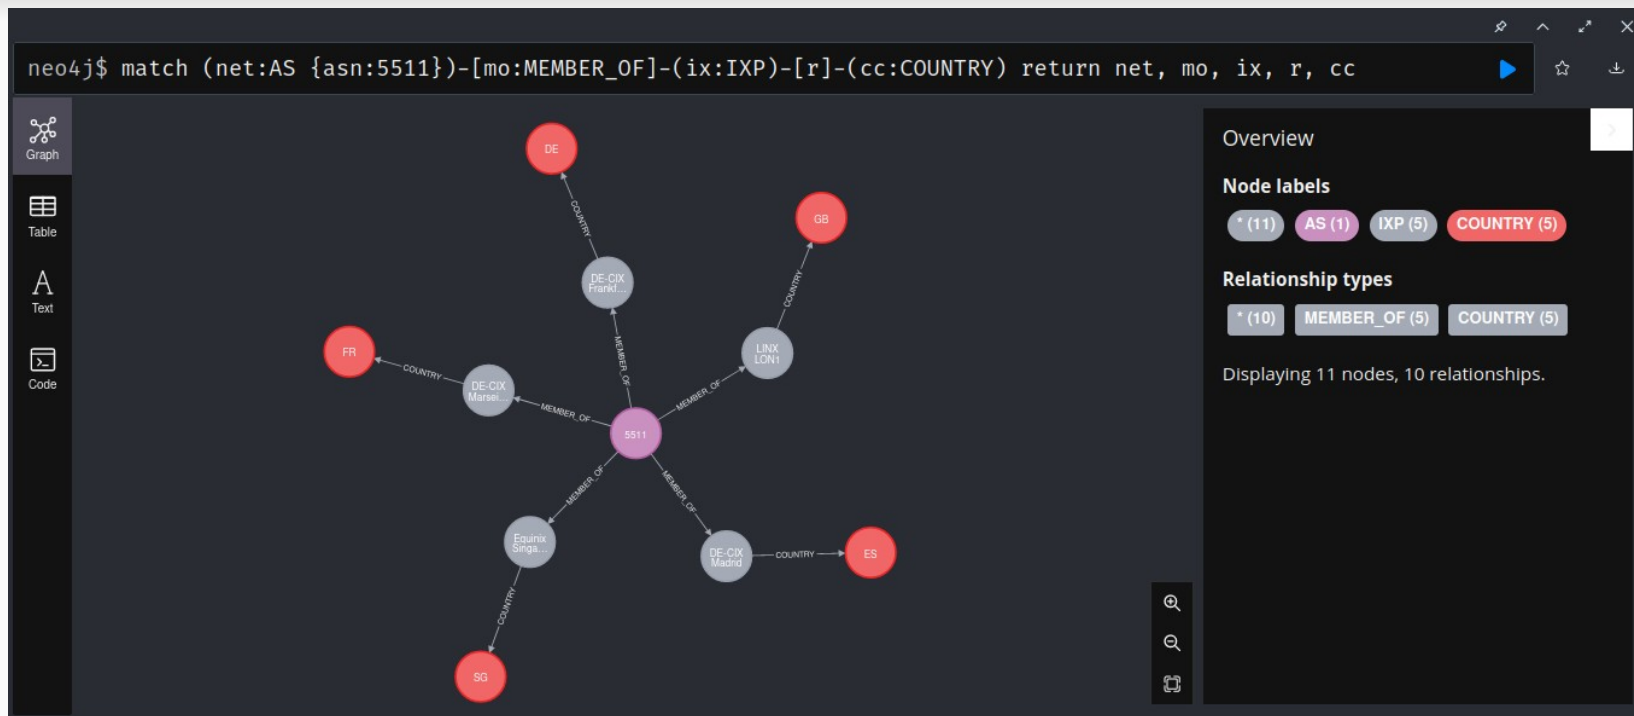 neo4j$ match (net:AS {asn:5511})-[mo:MEMBER_OF]-(ix:IXP)-[r]-(cc:COUNTRY) return net, mo, ix, r, cc
Graph
Table
Text
Code
DE
COUNTRY
GB
DE-CIX
Frankf...
COUNTRY
MEMBER_OF
LINX
LON1
FR
COUNTRY
DE-CIX
Marsei...
MEMBER_OF
MEMBER_OF
5511
MEMBER_OF
MEMBER_OF
Equinix
Singa...
DE-CIX
Madrid
COUNTRY
ES
COUNTRY
SG
Overview
Node labels
* (11) AS (1) IXP (5) COUNTRY (5)
Relationship types
* (10) MEMBER_OF (5) COUNTRY (5)
Displaying 11 nodes, 10 relationships.